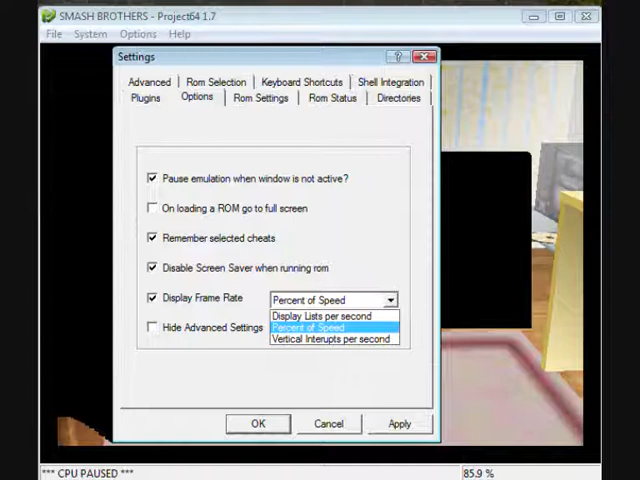 SMASH BROTHERS - Project64 1.7
File System Options Help
Settings
Advanced Rom Selection Keyboard Shortcuts Shell Integration
Plugins Options Rom Settings Rom Status Directories
Pause emulation when window is not active?
On loading a ROM go to full screen
Remember selected cheats
Disable Screen Saver when running rom
Display Frame Rate Percent of Speed
Display Lists per second
Hide Advanced Settings Percent of Speed
Vertical Interupts per second
OK Cancel Apply
*** CPU PAUSED *** 85.9 %